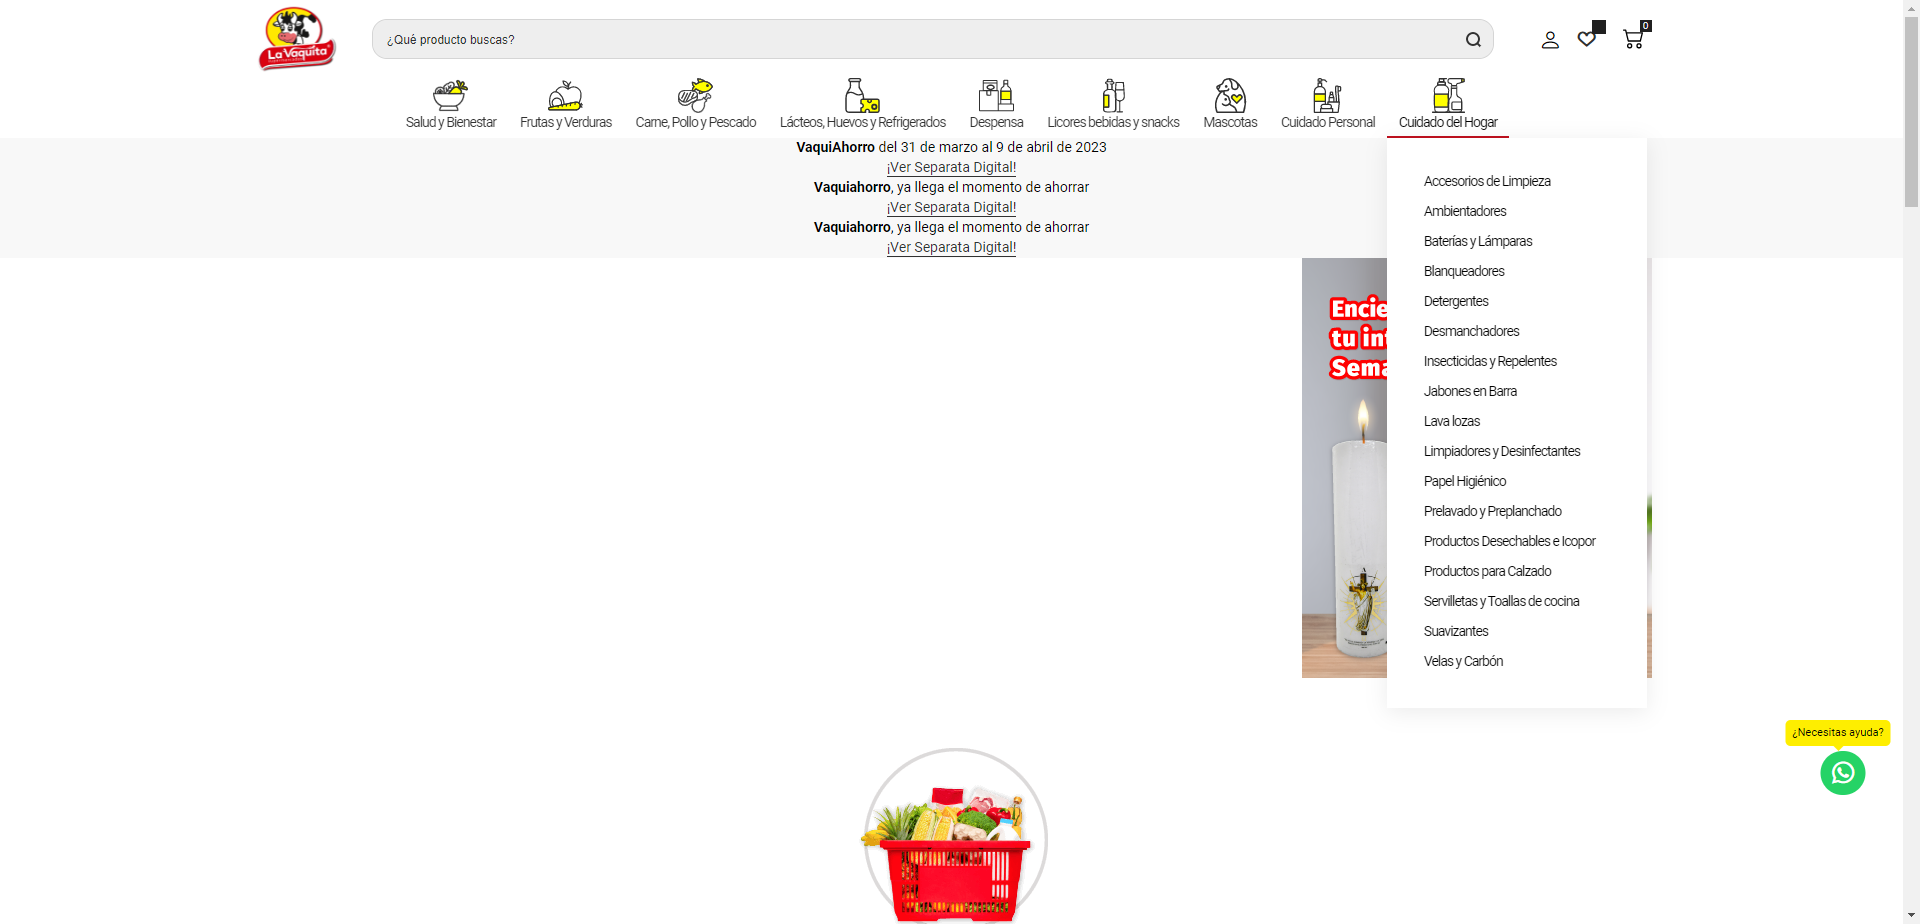 La Vaquita
¿Qué producto buscas?
0
Salud y Bienestar
Frutas y Verduras
Carne, Pollo y Pescado
Lácteos, Huevos y Refrigerados
Despensa
Licores bebidas y snacks
Mascotas
Cuidado Personal
Cuidado del Hogar
VaquiAhorro del 31 de marzo al 9 de abril de 2023
¡Ver Separata Digital!
Vaquiahorro, ya llega el momento de ahorrar
¡Ver Separata Digital!
Vaquiahorro, ya llega el momento de ahorrar
¡Ver Separata Digital!
Encie
tu in
Sema
Accesorios de Limpieza
Ambientadores
Baterías y Lámparas
Blanqueadores
Detergentes
Desmanchadores
Insecticidas y Repelentes
Jabones en Barra
Lava lozas
Limpiadores y Desinfectantes
Papel Higiénico
Prelavado y Preplanchado
Productos Desechables e Icopor
Productos para Calzado
Servilletas y Toallas de cocina
Suavizantes
Velas y Carbón
¿Necesitas ayuda?